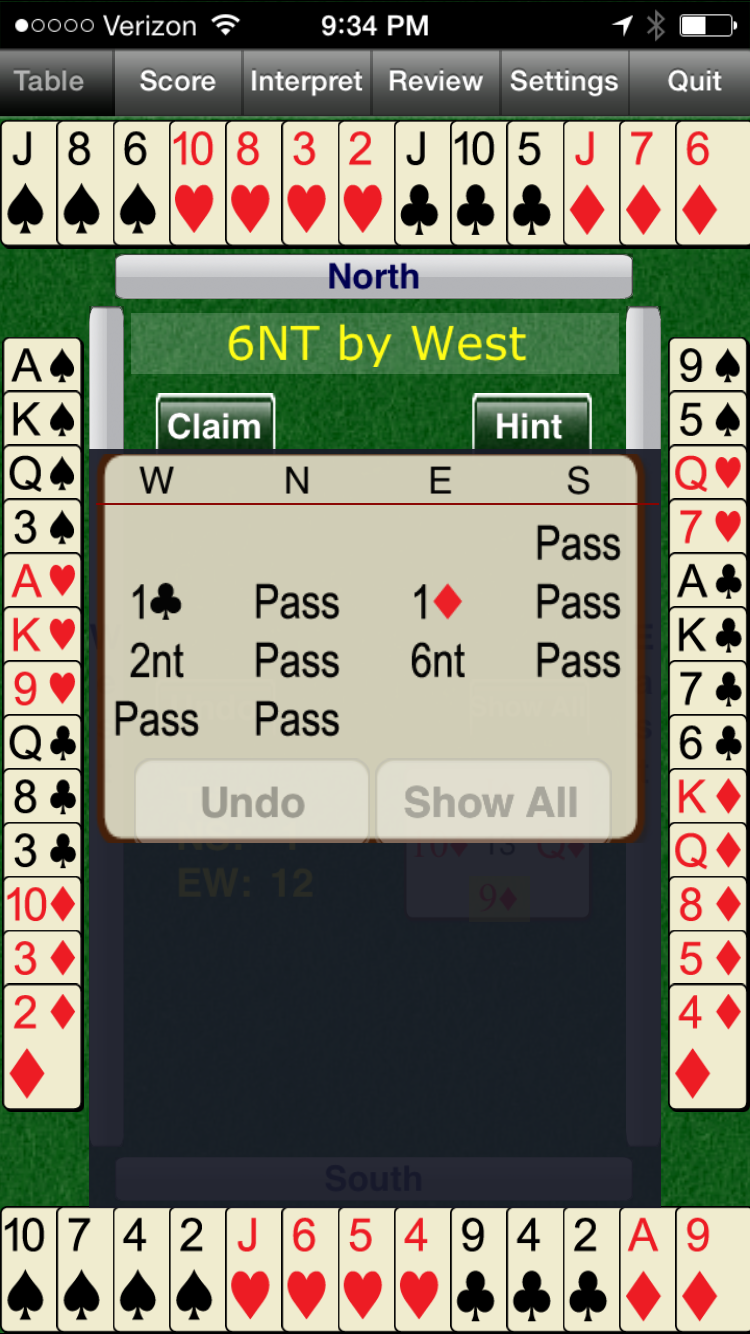 Verizon 9:34 PM
Table Score Interpret Review Settings Quit
J 8 6 10 8 3 2 J 10 5 J 7 6
North
6NT by West
Claim Hint
W N E S
Pass
1♣ Pass 1♦ Pass
2nt Pass 6nt Pass
Pass Pass
Undo Show All
EW: 12
9♦
South
A♠
K♠
Q♠
3♠
A♥
K♥
9♥
Q♣
8♣
3♣
10♦
3♦
2♦
9♠
5♠
Q♥
7♥
A♣
K♣
7♣
6♣
K♦
Q♦
8♦
5♦
4♦
10 7 4 2 J 6 5 4 9 4 2 A 9